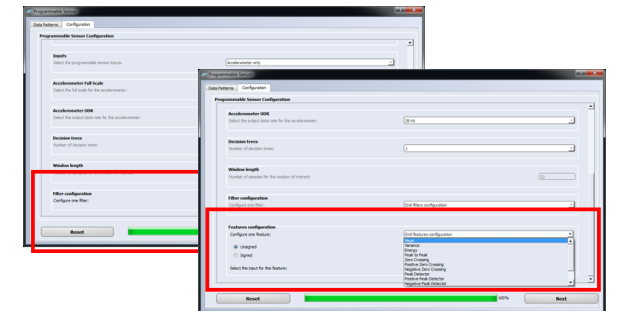 Programmable Sensor
Data Patterns
Configuration
Programmable Sensor Configuration
Inputs
Select the programmable sensor inputs:
Accelerometer only
Accelerometer Full Scale
Select the full scale for the accelerometer:
Accelerometer ODR
Select the output data rate for the accelerometer:
Decision trees
Number of decision trees:
Window length
Filter configuration
Configure one filter:
Reset
Programmable Sensor
Data Patterns
Configuration
Programmable Sensor Configuration
Accelerometer ODR
Select the output data rate for the accelerometer:
26 Hz
Decision trees
Number of decision trees:
1
Window length
Number of samples for the window of interest:
Filter configuration
Configure one filter:
End filters configuration
Features configuration
Configure one feature:
End features configuration
Mean
Variance
Energy
Peak to Peak
Zero Crossing
Positive Zero Crossing
Negative Zero Crossing
Peak Detector
Positive Peak Detector
Negative Peak Detector
Unsigned
Signed
Select the input for this feature:
Reset
100%
Next